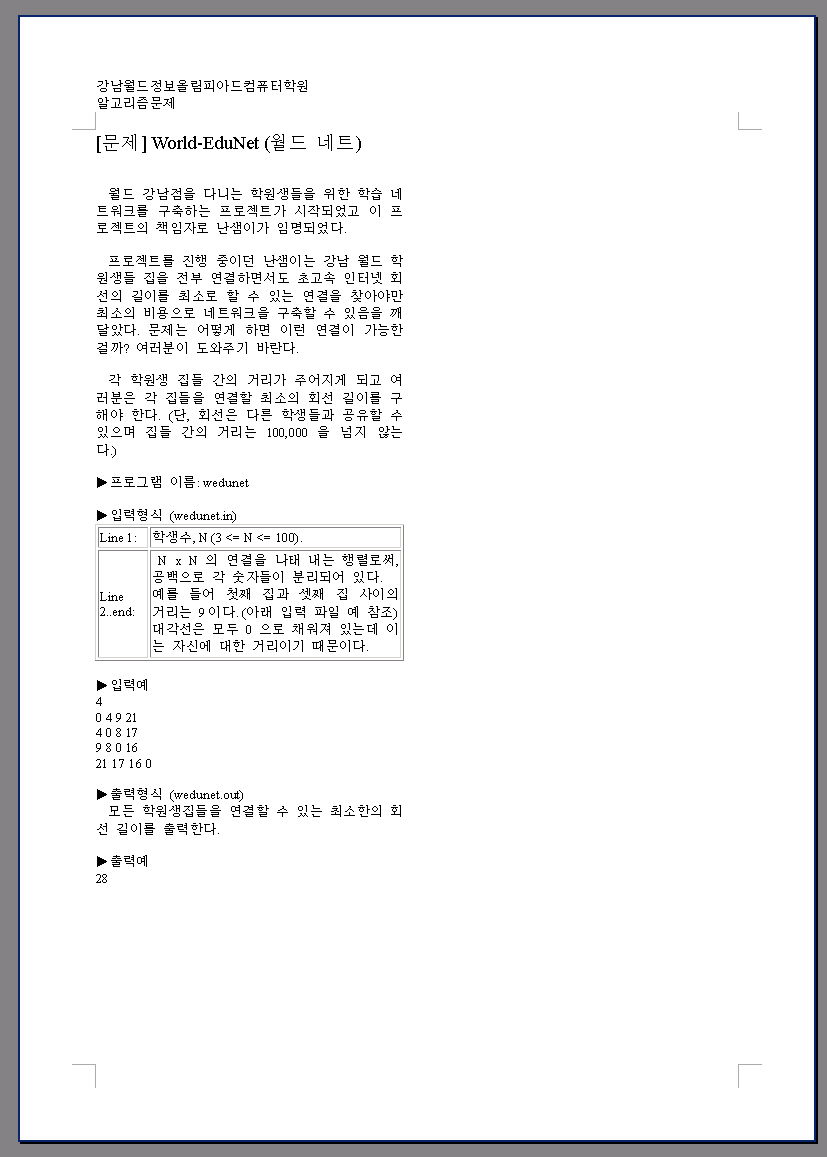 강남월드정보올림피아드컴퓨터학원
알고리즘문제
[문제] World-EduNet (월드 네트)
월드 강남점을 다니는 학원생들을 위한 학습 네
트워크를 구축하는 프로젝트가 시작되었고 이 프
로젝트의 책임자로 난샘이가 임명되었다.
프로젝트를 진행 중이던 난샘이는 강남 월드 학
원생들 집을 전부 연결하면서도 초고속 인터넷 회
선의 길이를 최소로 할 수 있는 연결을 찾아야만
최소의 비용으로 네트워크을 구축할 수 있음을 깨
달았다. 문제는 어떻게 하면 이런 연결이 가능한
걸까? 여러분이 도와주기 바란다.
각 학원생 집들 간의 거리가 주어지게 되고 여
러분은 각 집들을 연결할 최소의 회선 길이를 구
해야 한다. (단, 회선은 다른 학생들과 공유할 수
있으며 집들 간의 거리는 100,000 을 넘지 않는
다.)
▶프로그램 이름: wedunet
▶입력형식 (wedunet.in)
Line 1: 학생수, N (3 <= N <= 100).
N x N 의 연결을 나태 내는 행렬로써,
공백으로 각 숫자들이 분리되어 있다.
예를 들어 첫째 집과 셋째 집 사이의
Line
2..end:
거리는 9이다.(아래 입력 파일 예 참조)
대각선은 모두 0 으로 채워져 있는데 이
는 자신에 대한 거리이기 때문이다.
▶입력예
4
0 4 9 21
4 0 8 17
9 8 0 16
21 17 16 0
▶출력형식 (wedunet.out)
모든 학원생집들을 연결할 수 있는 최소한의 회
선 길이를 출력한다.
▶출력예
28